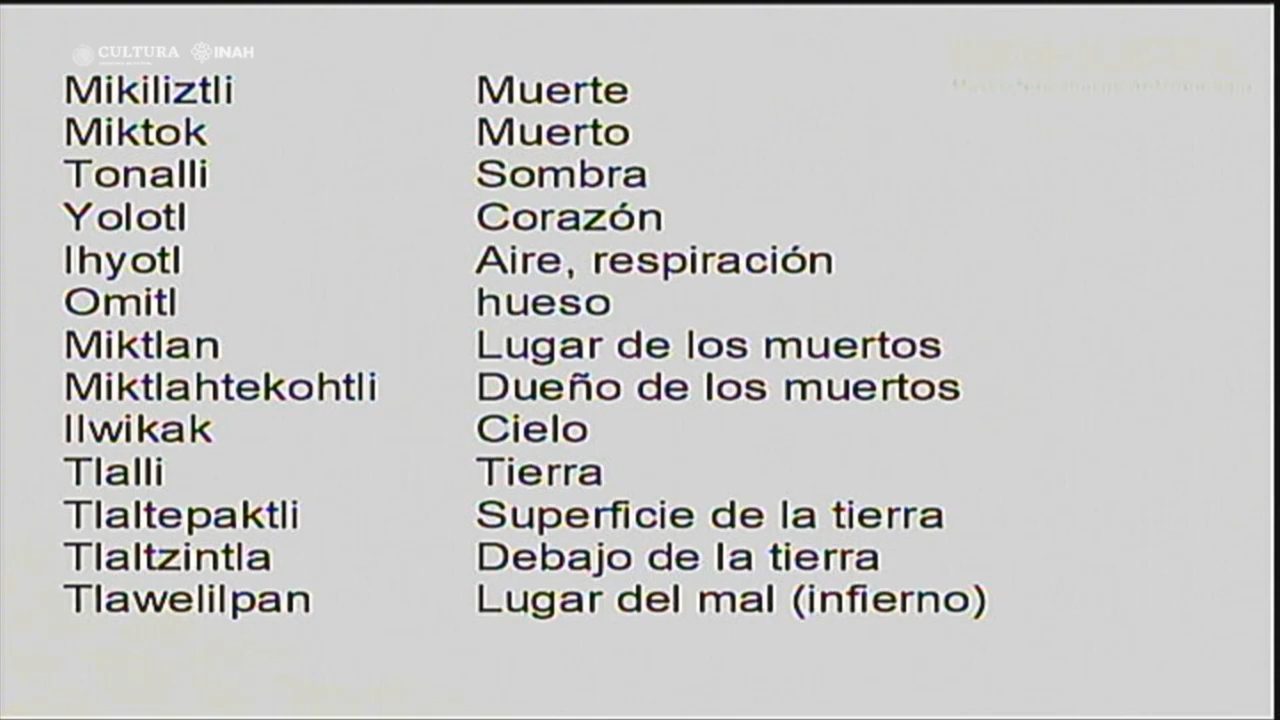 CULTURA INAH
Mikiliztli Muerte
Miktok Muerto
Tonalli Sombra
Yolotl Corazón
Ihyotl Aire, respiración
Omitl hueso
Miktlan Lugar de los muertos
Miktlahtekohtli Dueño de los muertos
Ilwikak Cielo
Tlalli Tierra
Tlaltepaktli Superficie de la tierra
Tlaltzintla Debajo de la tierra
Tlawelilpan Lugar del mal (infierno)